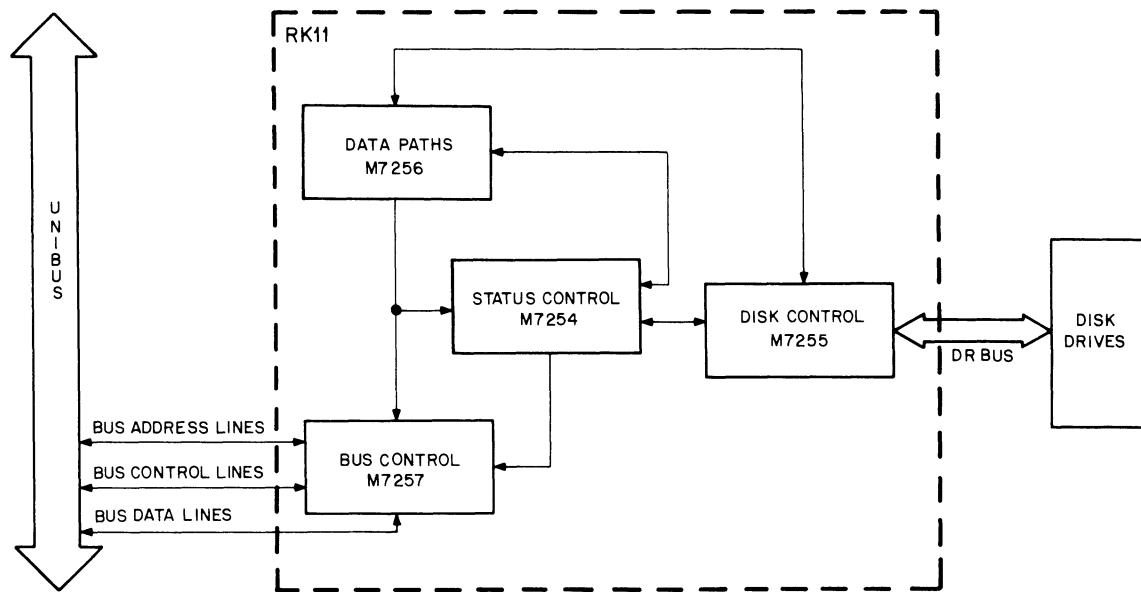 RK11
DATA PATHS
M7256
UNIBUS
STATUS CONTROL
M7254
DISK CONTROL
M7255
DR BUS
DISK
DRIVES
BUS ADDRESS LINES
BUS CONTROL LINES
BUS DATA LINES
BUS CONTROL
M7257